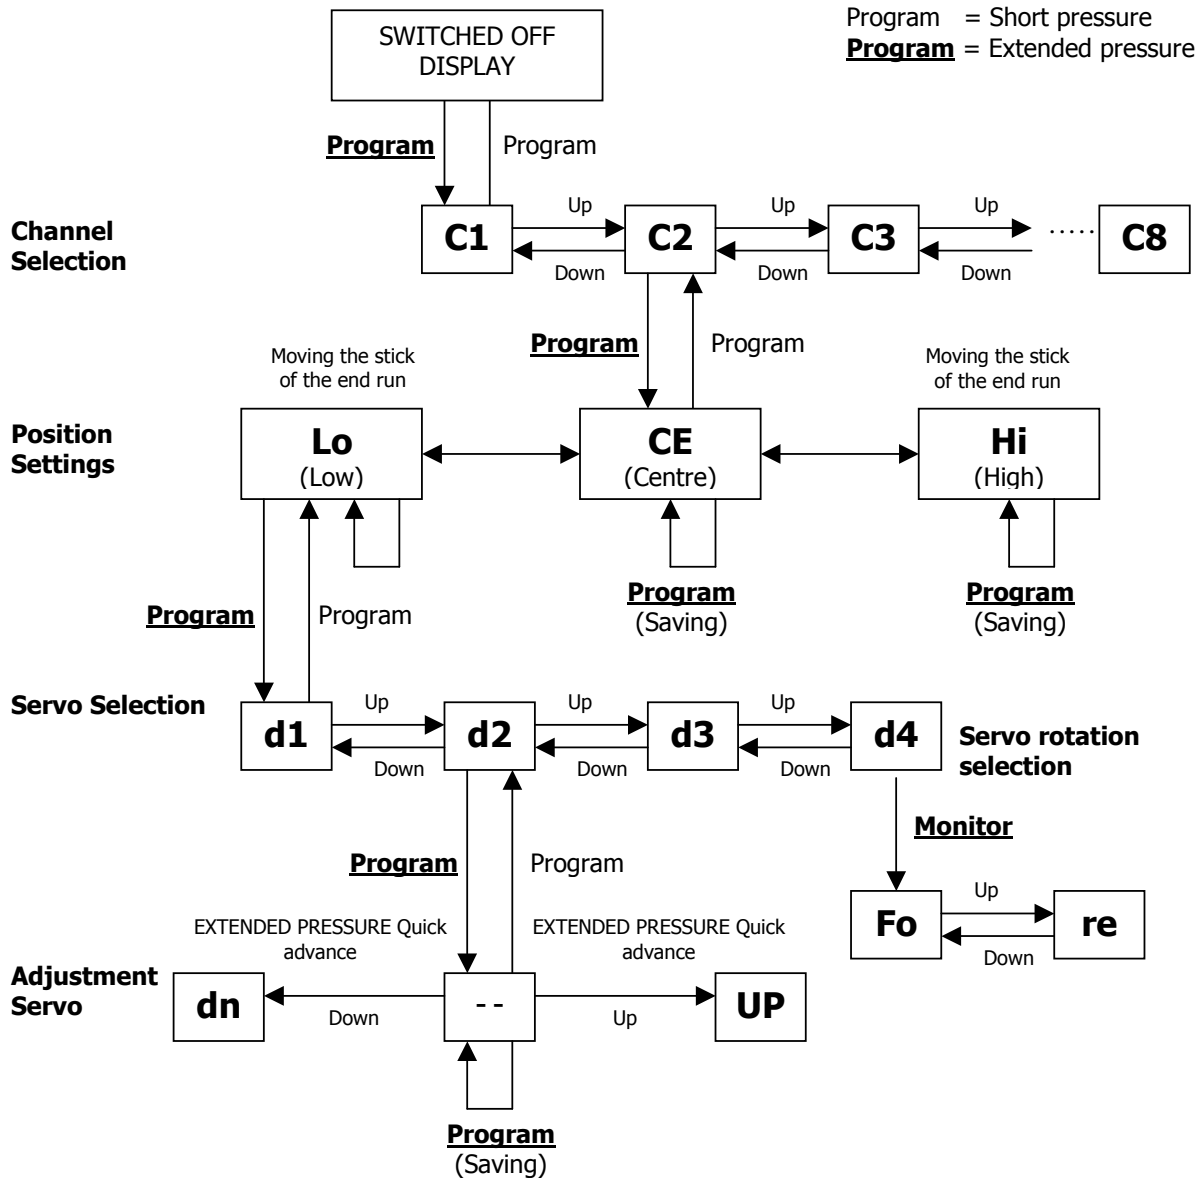 SWITCHED OFF
DISPLAY
Program = Short pressure
Program = Extended pressure
Program
Program
Channel
Selection
C1
Up
Down
C2
Up
Down
C3
Up
Down
.....
C8
Program
Program
Moving the stick
of the end run
Moving the stick
of the end run
Position
Settings
Lo
(Low)
CE
(Centre)
Hi
(High)
Program
(Saving)
Program
(Saving)
Program
Program
Servo Selection
d1
Up
Down
d2
Up
Down
d3
Up
Down
d4
Servo rotation
selection
Monitor
Program
Program
Fo
Up
Down
re
EXTENDED PRESSURE Quick
advance
EXTENDED PRESSURE Quick
advance
Adjustment
Servo
dn
Down
--
Up
UP
Program
(Saving)